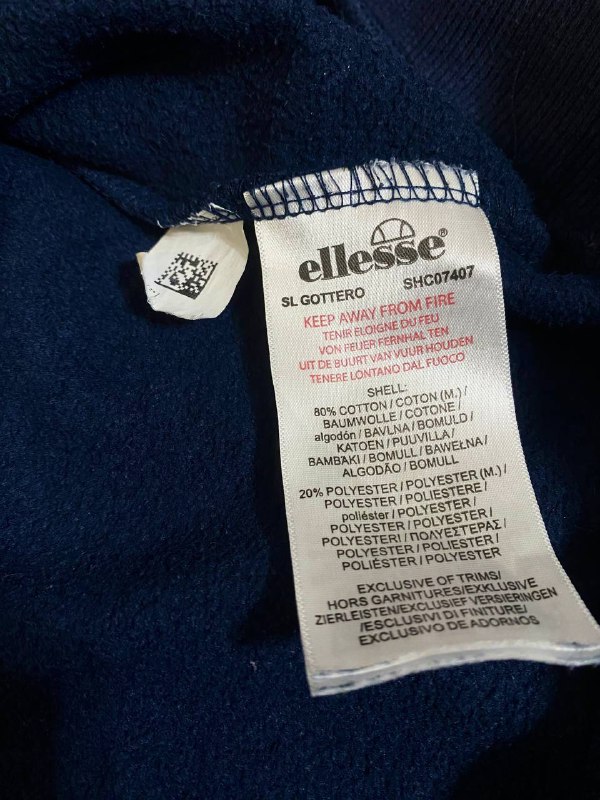 ellesse®
SL GOTTERO SHC07407
KEEP AWAY FROM FIRE
TENIR ELOIGNE DU FEU
VON FEUER FERNHAL TEN
UIT DE BUURT VAN VUUR HOUDEN
TENERE LONTANO DAL FUOCO
SHELL:
80% COTTON / COTON (M.) /
BAUMWOLLE / COTONE /
algodón / BAVLNA / BOMULD /
KATOEN / PUUVILLA /
BAMBAKI / BOMULL / BAWEŁNA /
ALGODÃO / BOMULL
20% POLYESTER / POLYESTER (M.) /
POLYESTER / POLIESTERE /
poliéster / POLYESTER /
POLYESTER / POLYESTER /
POLYESTERI / ΠΟΛΥΕΣΤΕΡΑΣ /
POLYESTER / POLIESTER /
POLIÉSTER / POLYESTER
EXCLUSIVE OF TRIMS/
HORS GARNITURES/EXKLUSIVE
ZIERLEISTEN/EXCLUSIEF VERSIERINGEN
/ESCLUSIVI DI FINITURE/
EXCLUSIVO DE ADORNOS